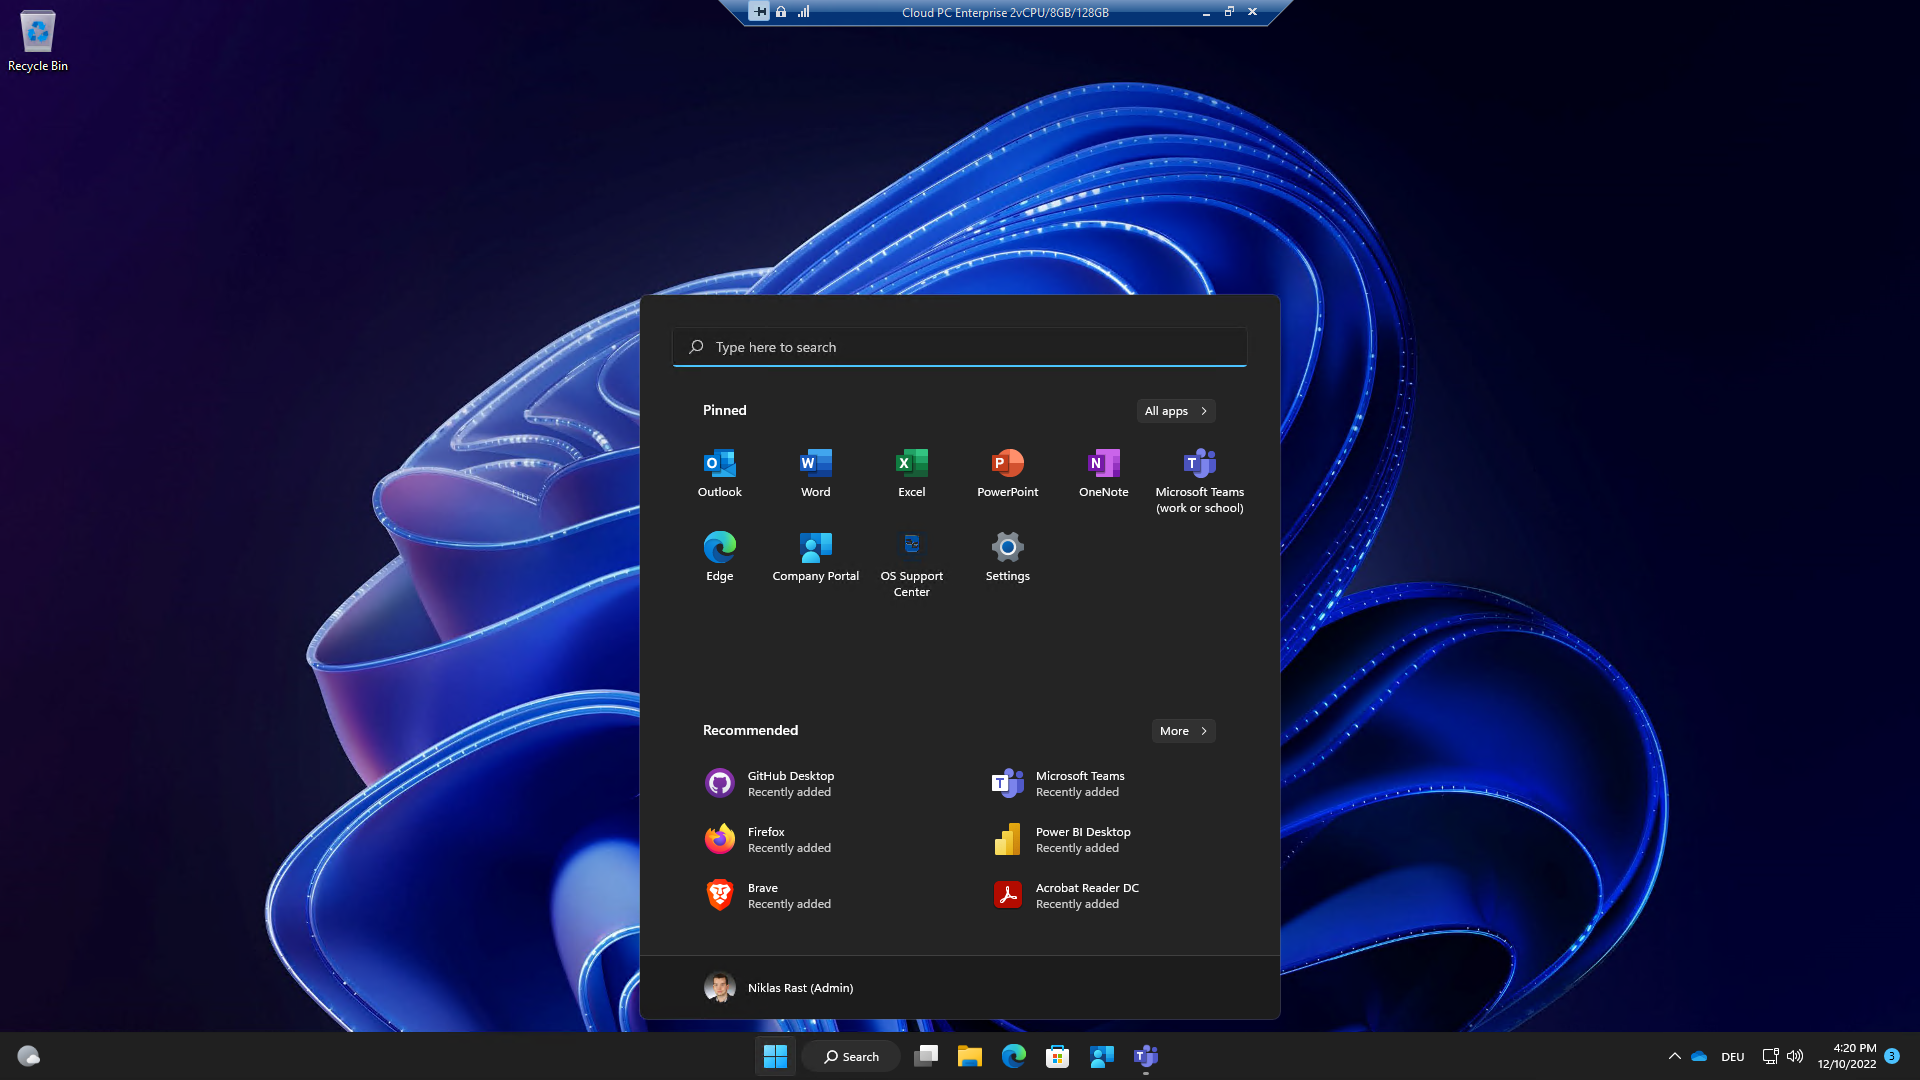 Cloud PC Enterprise 2vCPU/8GB/128GB
Recycle Bin
Type here to search
Pinned
All apps
Outlook
Word
Excel
PowerPoint
OneNote
Microsoft Teams
(work or school)
Edge
Company Portal
OS Support
Center
Settings
Recommended
More
GitHub Desktop
Recently added
Microsoft Teams
Recently added
Firefox
Recently added
Power BI Desktop
Recently added
Brave
Recently added
Acrobat Reader DC
Recently added
Niklas Rast (Admin)
Search
DEU
4:20 PM
12/10/2022
3